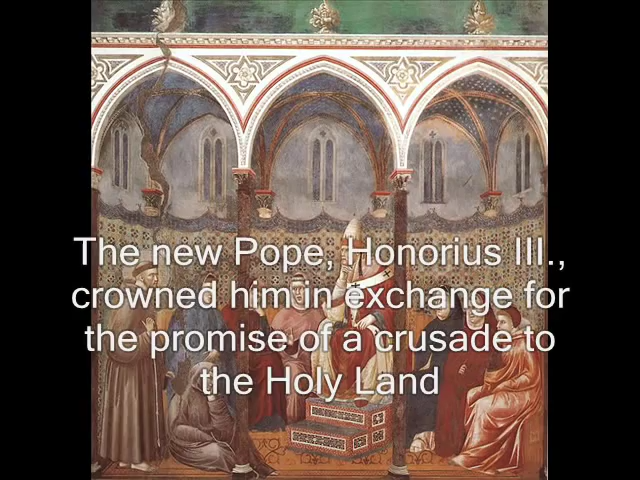 The new Pope, Honorius III.,
crowned him in exchange for
the promise of a crusade to
the Holy Land